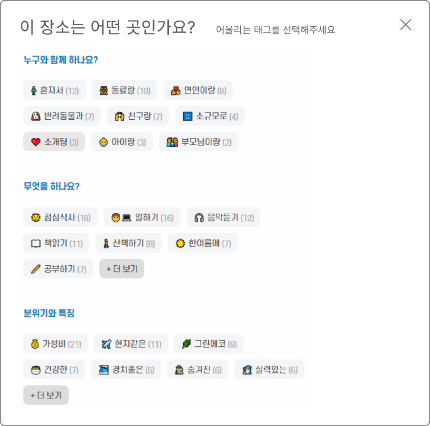 이 장소는 어떤 곳인가요? 어울리는 태그를 선택해주세요
누구와 함께 하나요?
혼자서 (12) 동료랑 (10) 연인이랑 (9)
반려동물과 (7) 친구랑 (7) 소규모로 (4)
소개팅 (3) 아이랑 (3) 부모님이랑 (2)
무엇을 하나요?
점심식사 (18) 일하기 (16) 음악듣기 (12)
책읽기 (11) 산책하기 (8) 한여름에 (7)
공부하기 (7) + 더 보기
분위기와 특징
가성비 (21) 현지같은 (11) 그린에코 (9)
건강한 (7) 경치좋은 (6) 숨겨진 (6) 실력있는 (6)
+ 더 보기